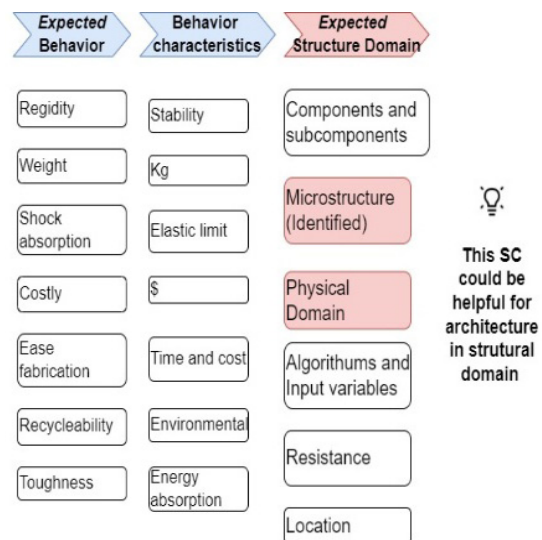 Expected
Behavior
Behavior
characteristics
Expected
Structure Domain
Regidity
Weight
Shock
absorption
Costly
Ease
fabrication
Recycleability
Toughness
Stability
Kg
Elastic limit
$
Time and cost
Environmental
Energy
absorption
Components and
subcomponents
Microstructure
(Identified)
Physical
Domain
Algorithums and
Input variables
Resistance
Location
This SC
could be
helpful for
architecture
in strutural
domain